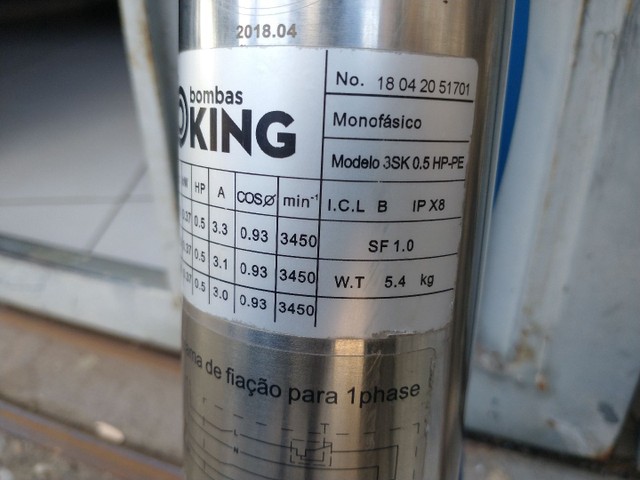 2018.04
bombas
KING
No. 18 04 20 51701
Monofásico
Modelo 3SK 0.5 HP-PE
HP A COSø min⁻¹
I.C.L B IP X8
0.5 3.3 0.93 3450
SF 1.0
0.5 3.1 0.93 3450
W.T 5.4 kg
0.5 3.0 0.93 3450
de fiação para 1phase
L
N